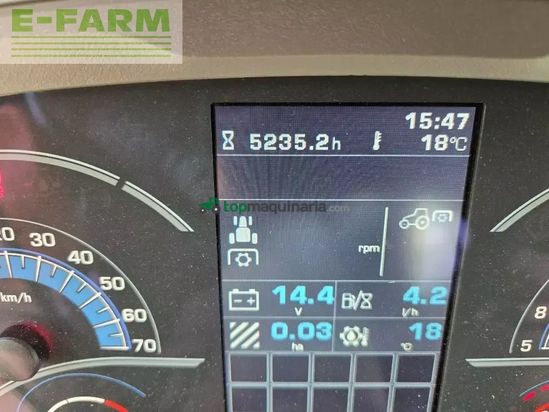 E-FARM
15:47
5235.2h
18°C
topmaquinaria.com
rpm
14.4 V
4.2 l/h
0.03 ha
18 °C
20 30 40 50 60 70
km/h
8
5